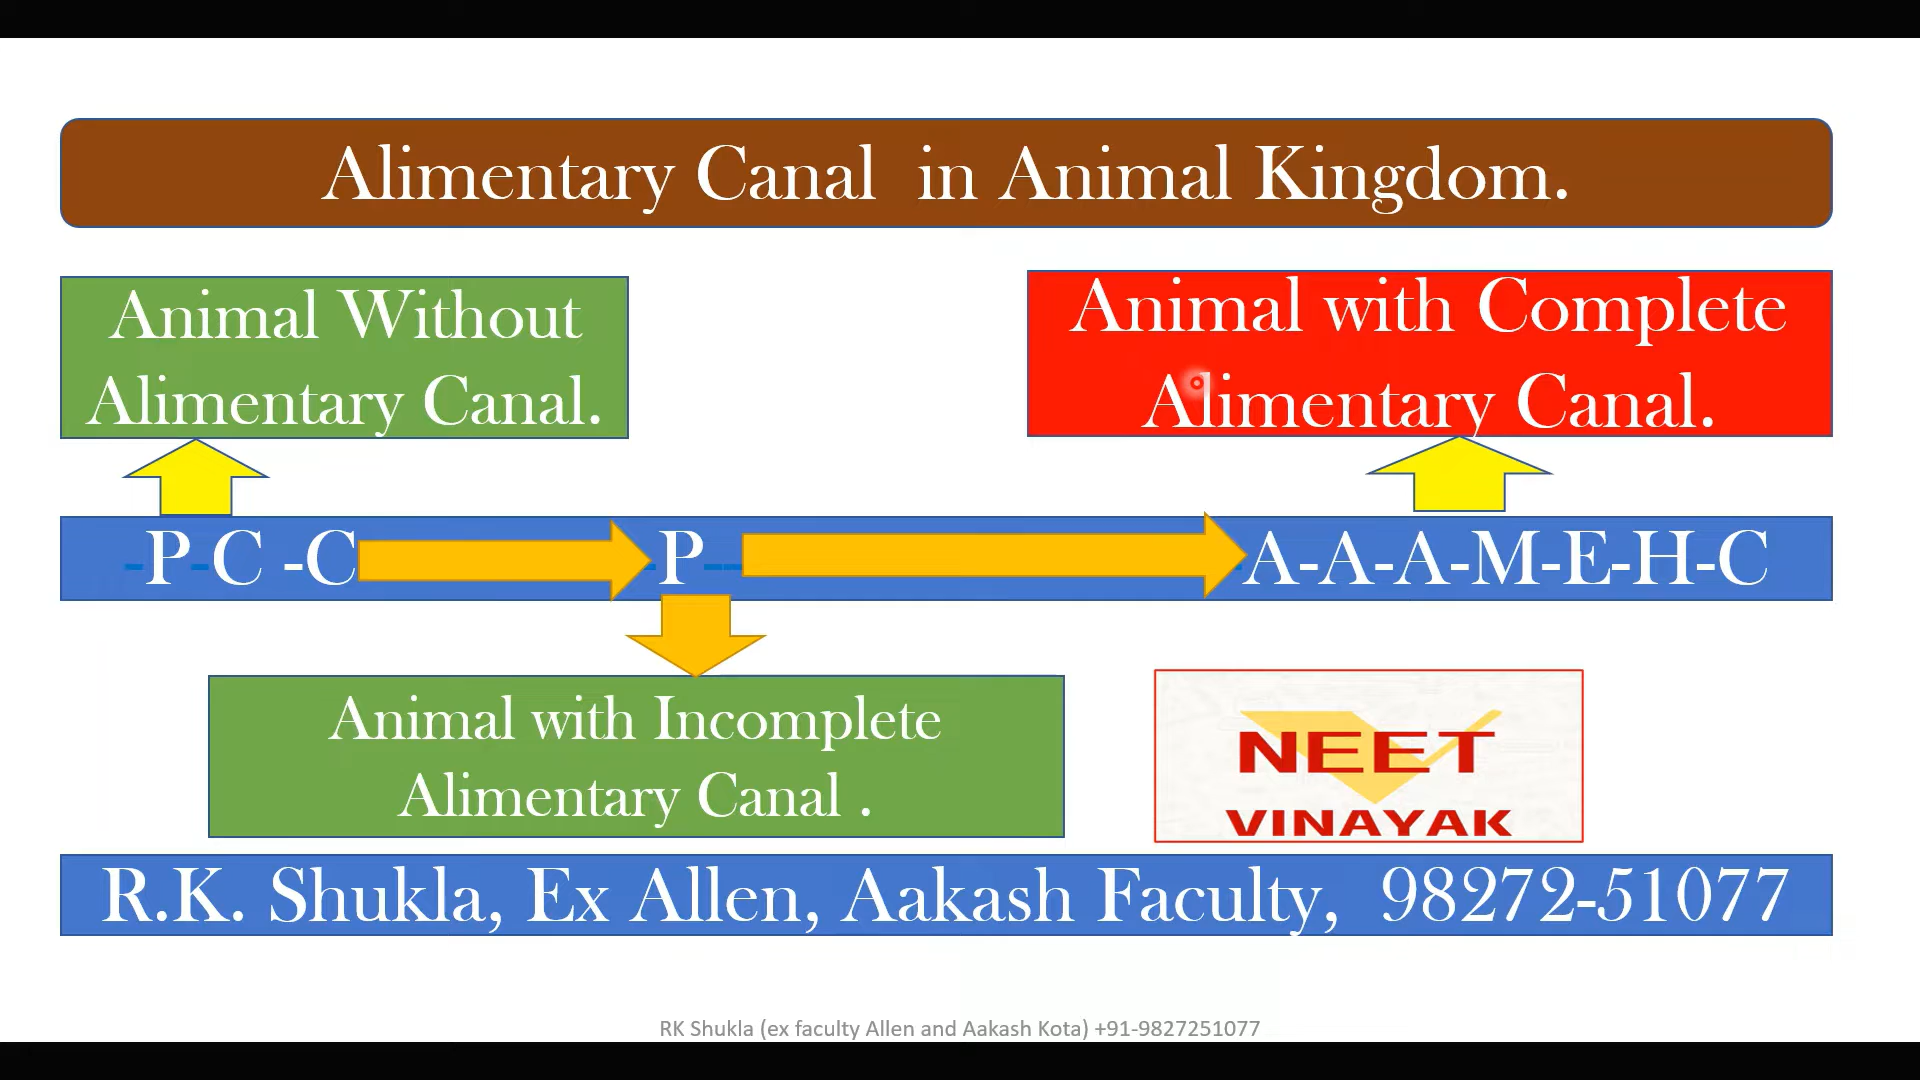 Alimentary Canal in Animal Kingdom.
Animal Without
Alimentary Canal.
Animal with Complete
Alimentary Canal.
-P-C -C
-P--
-A-A-A-M-E-H-C
Animal with Incomplete
Alimentary Canal .
NEET
VINAYAK
R.K. Shukla, Ex Allen, Aakash Faculty, 98272-51077
RK Shukla (ex faculty Allen and Aakash Kota) +91-9827251077